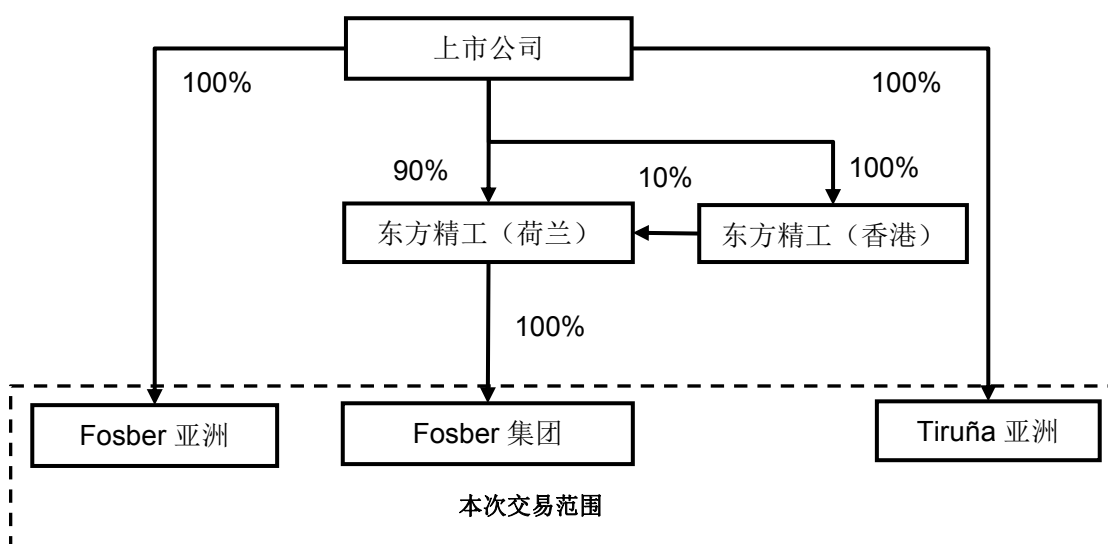 上市公司
100%
100%
90%
10%
100%
东方精工（荷兰）
东方精工（香港）
100%
Fosber 亚洲
Fosber 集团
Tiruña 亚洲
本次交易范围